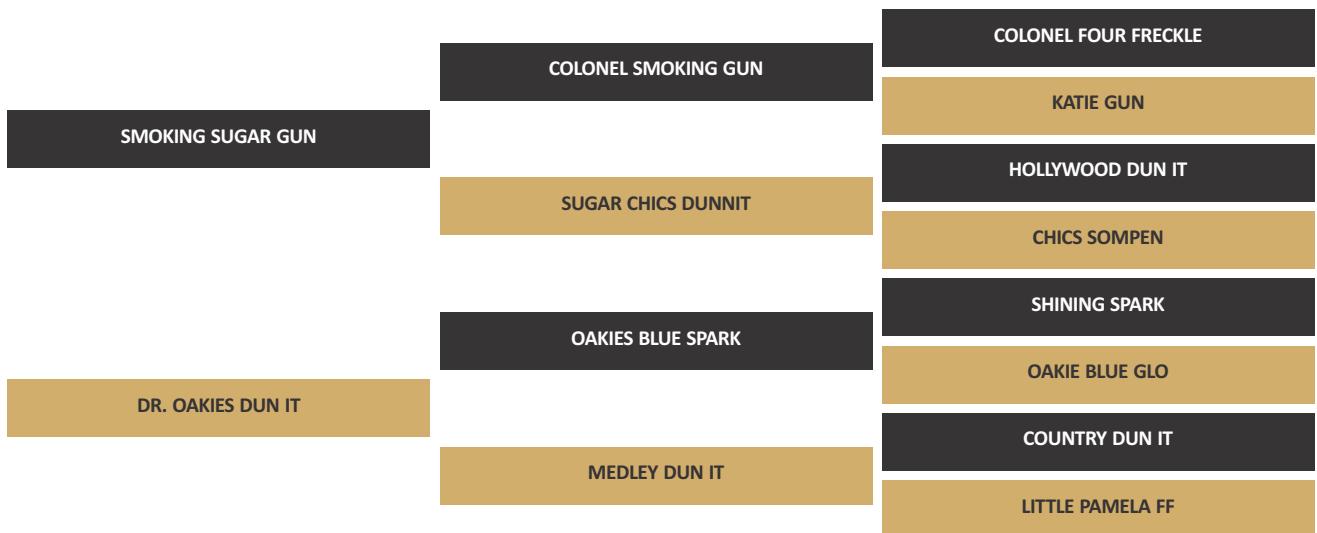 SMOKING SUGAR GUN
DR. OAKIES DUN IT
COLONEL SMOKING GUN
SUGAR CHICS DUNNIT
OAKIES BLUE SPARK
MEDLEY DUN IT
COLONEL FOUR FRECKLE
KATIE GUN
HOLLYWOOD DUN IT
CHICS SOMPEN
SHINING SPARK
OAKIE BLUE GLO
COUNTRY DUN IT
LITTLE PAMELA FF